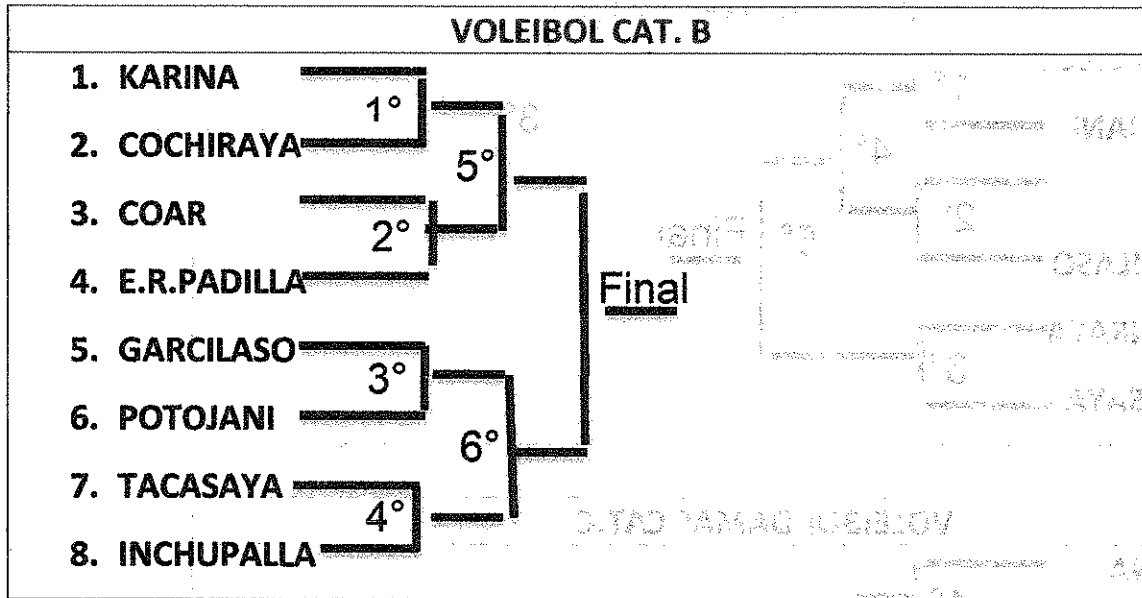 VOLEIBOL CAT. B
1. KARINA
1°
2. COCHIRAYA
5°
3. COAR
2°
4. E.R.PADILLA
Final
5. GARCILASO
3°
6. POTOJANI
6°
7. TACASAYA
4°
8. INCHUPALLA